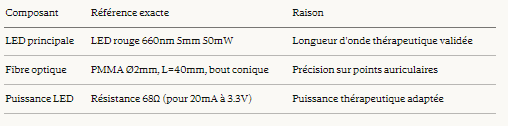 Composant Référence exacte Raison
LED principale LED rouge 660nm 5mm 50mW Longueur d'onde thérapeutique validée
Fibre optique PMMA Ø2mm, L=40mm, bout conique Précision sur points auriculaires
Puissance LED Résistance 68Ω (pour 20mA à 3.3V) Puissance thérapeutique adaptée